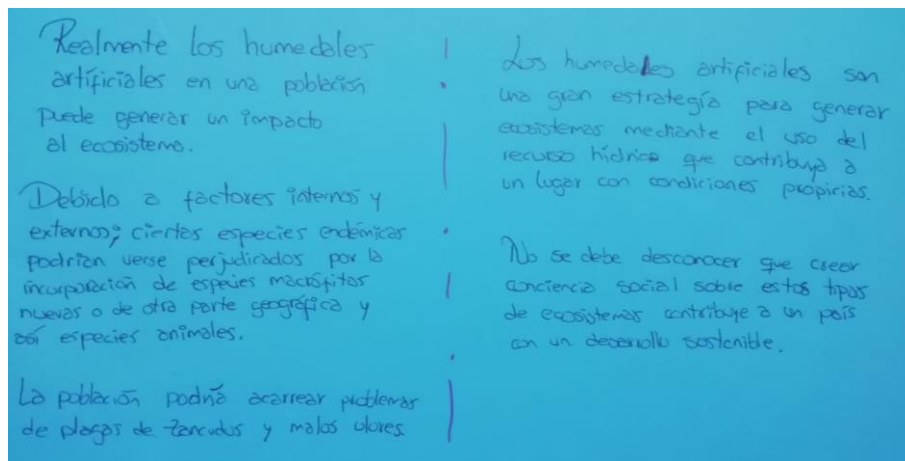 Realmente los humedales
artificiales en una población
puede generar un impacto
al ecosistema.
Debido a factores internos y
externos; ciertas especies endémicas
podrían verse perjudicados por la
incorporación de especies macrófitas
nuevas o de otra parte geográfica y
así especies animales.
La población podría acarrear problemas
de plagas de zancudos y malos olores.
Los humedales artificiales son
una gran estrategía para generar
ecosistemas mediante el uso del
recurso hídrico que contribuya a
un lugar con condiciones propicias.
No se debe desconocer que creer
conciencia social sobre estos tipos
de ecosistemas contribuye a un país
con un desarrollo sostenible.